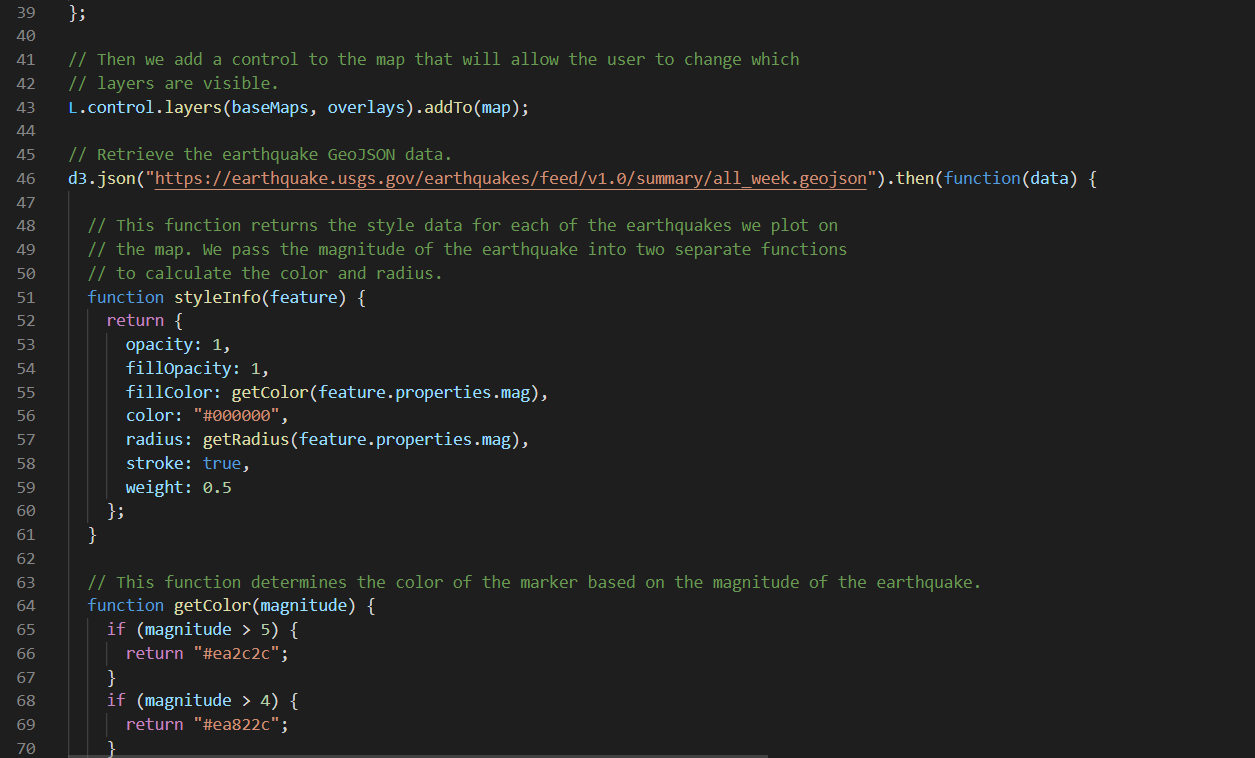 39 };
40
41 // Then we add a control to the map that will allow the user to change which
42 // layers are visible.
43 L.control.layers(baseMaps, overlays).addTo(map);
44
45 // Retrieve the earthquake GeoJSON data.
46 d3.json("https://earthquake.usgs.gov/earthquakes/feed/v1.0/summary/all_week.geojson").then(function(data) {
47
48   // This function returns the style data for each of the earthquakes we plot on
49   // the map. We pass the magnitude of the earthquake into two separate functions
50   // to calculate the color and radius.
51   function styleInfo(feature) {
52     return {
53       opacity: 1,
54       fillOpacity: 1,
55       fillColor: getColor(feature.properties.mag),
56       color: "#000000",
57       radius: getRadius(feature.properties.mag),
58       stroke: true,
59       weight: 0.5
60     };
61   }
62
63   // This function determines the color of the marker based on the magnitude of the earthquake.
64   function getColor(magnitude) {
65     if (magnitude > 5) {
66       return "#ea2c2c";
67     }
68     if (magnitude > 4) {
69       return "#ea822c";
70     }